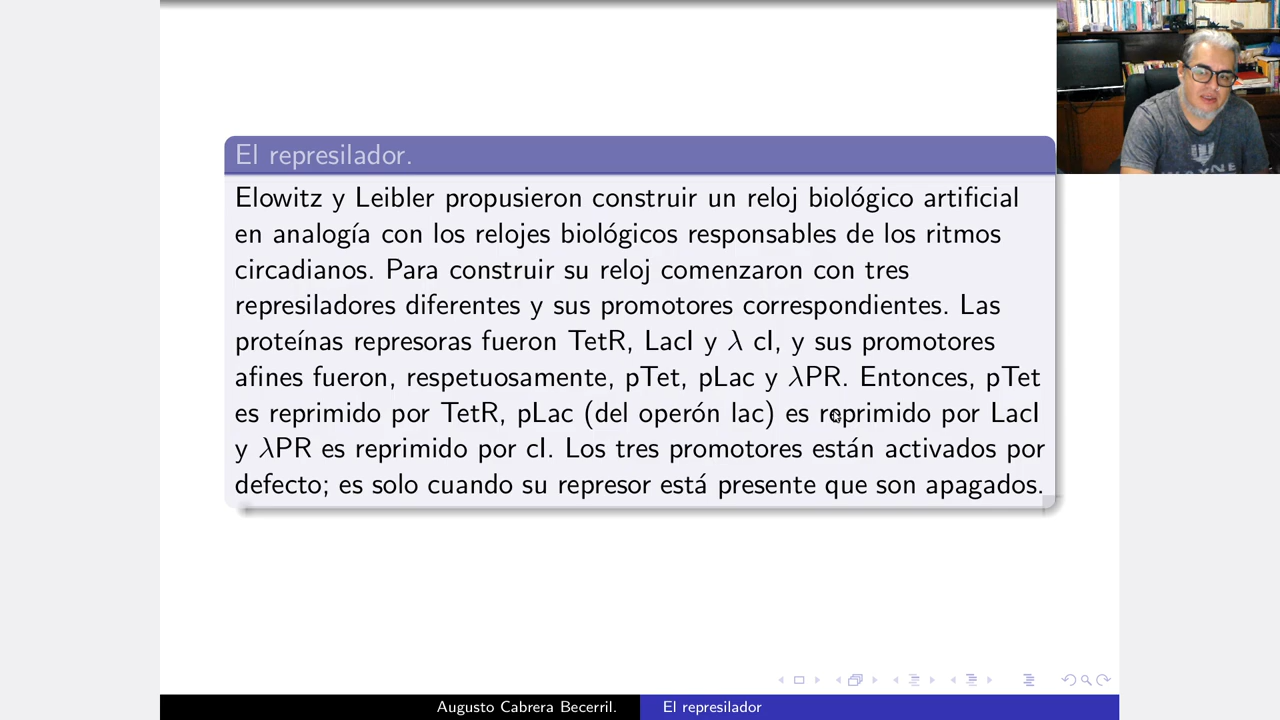 El represilador.
Elowitz y Leibler propusieron construir un reloj biológico artificial
en analogía con los relojes biológicos responsables de los ritmos
circadianos. Para construir su reloj comenzaron con tres
represiladores diferentes y sus promotores correspondientes. Las
proteínas represoras fueron TetR, LacI y λ cI, y sus promotores
afines fueron, respetuosamente, pTet, pLac y λPR. Entonces, pTet
es reprimido por TetR, pLac (del operón lac) es reprimido por LacI
y λPR es reprimido por cI. Los tres promotores están activados por
defecto; es solo cuando su represor está presente que son apagados.
Augusto Cabrera Becerril.
El represilador